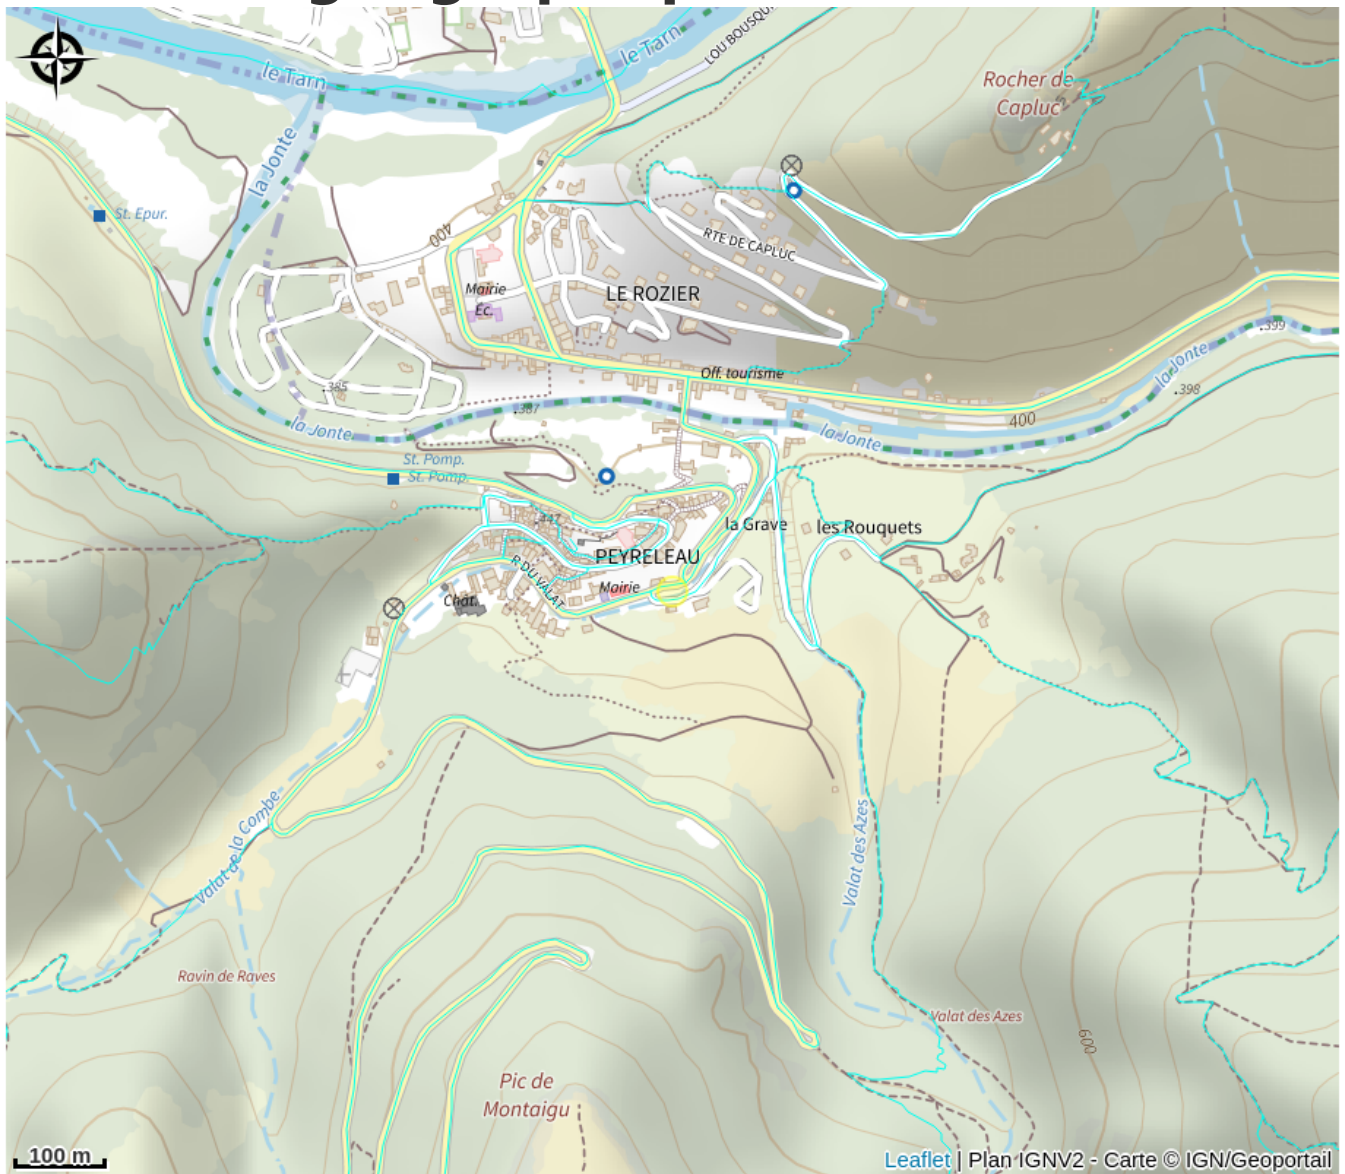 le Tarn
le Tarn
LOU BOUSQU
Rocher de
Capluc
la Jonte
St. Epur.
400
RTE DE CAPLUC
Mairie
Ec.
LE ROZIER
.399
la Jonte
Off. tourisme
.385
.387
.398
400
la Jonte
la Jonte
St. Pomp.
St. Pomp.
.447
la Grave
les Rouquets
PEYRELEAU
R DU VALAT
Mairie
Chat.
Valat de la Combe
Valat des Azes
Ravin de Raves
Valat des Azes
600
Pic de
Montaigu
100 m
Leaflet | Plan IGNV2 - Carte © IGN/Geoportail